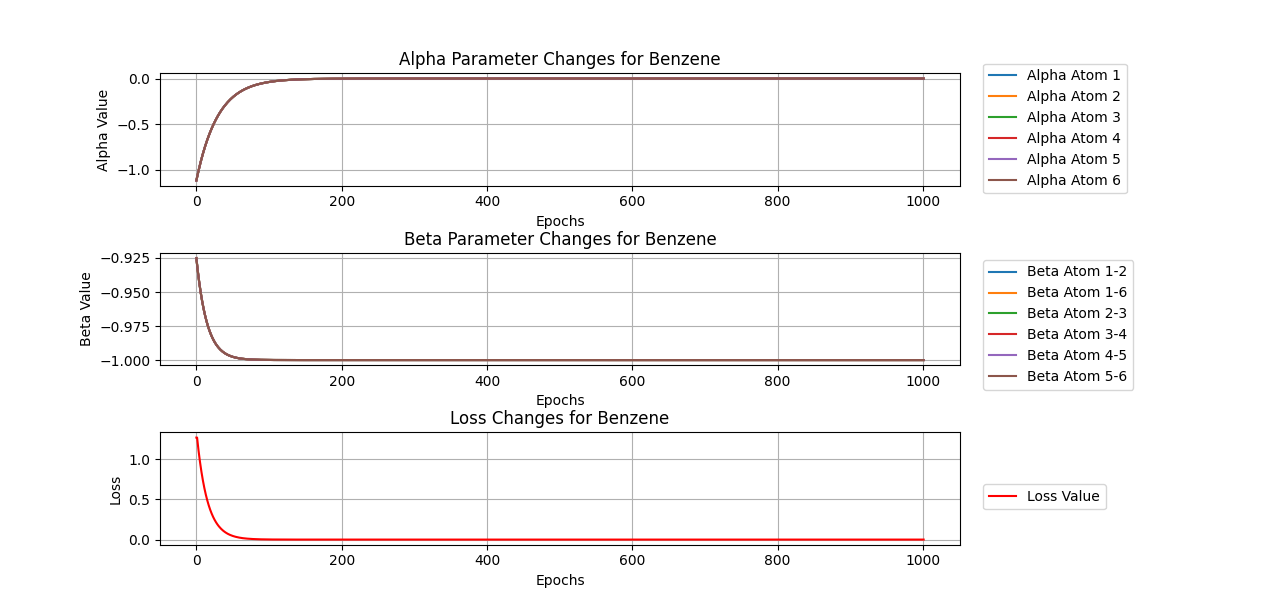 Alpha Parameter Changes for Benzene
0.0
−0.5
−1.0
Alpha Value
0 200 400 600 800 1000
Epochs
Alpha Atom 1
Alpha Atom 2
Alpha Atom 3
Alpha Atom 4
Alpha Atom 5
Alpha Atom 6
Beta Parameter Changes for Benzene
−0.925
−0.950
−0.975
−1.000
Beta Value
0 200 400 600 800 1000
Epochs
Beta Atom 1-2
Beta Atom 1-6
Beta Atom 2-3
Beta Atom 3-4
Beta Atom 4-5
Beta Atom 5-6
Loss Changes for Benzene
1.0
0.5
0.0
Loss
0 200 400 600 800 1000
Epochs
Loss Value